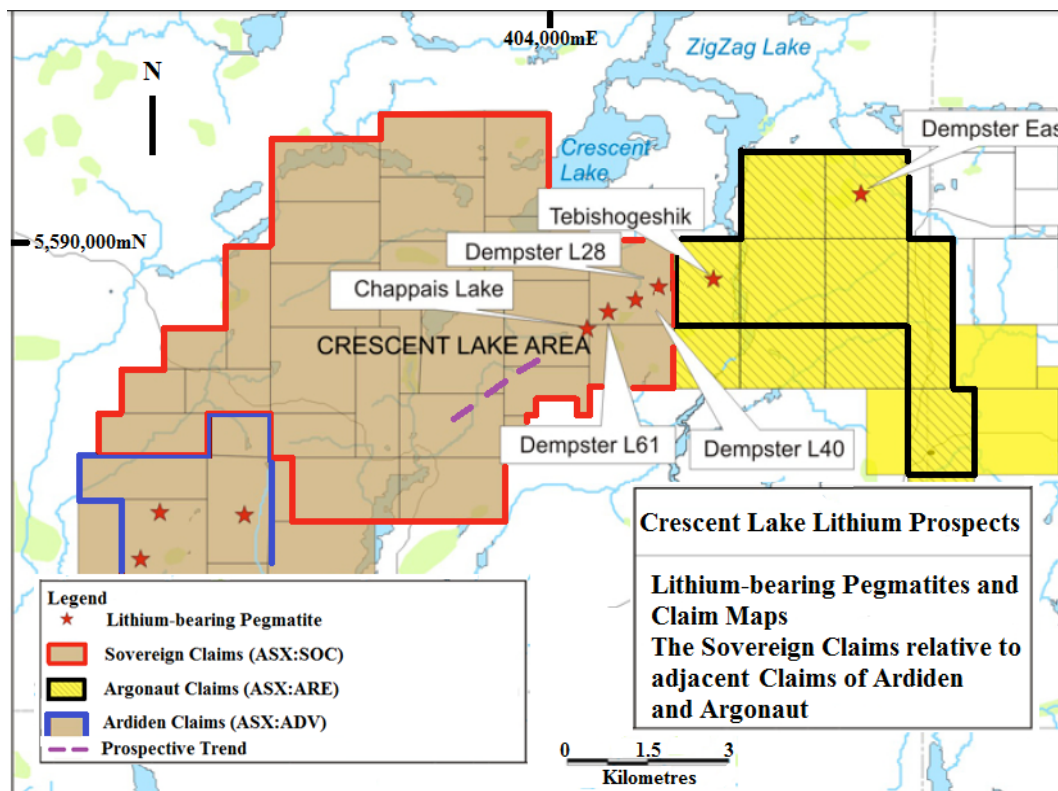 404,000mE
ZigZag Lake
N
Dempster Eas
Crescent
Lake
Tebishogeshik
5,590,000mN
Dempster L28
Chappais Lake
CRESCENT LAKE AREA
Dempster L61
Dempster L40
Crescent Lake Lithium Prospects
Lithium-bearing Pegmatites and
Claim Maps
The Sovereign Claims relative to
adjacent Claims of Ardiden
and Argonaut
Legend
Lithium-bearing Pegmatite
Sovereign Claims (ASX:SOC)
Argonaut Claims (ASX:ARE)
Ardiden Claims (ASX:ADV)
Prospective Trend
0 1.5 3
Kilometres